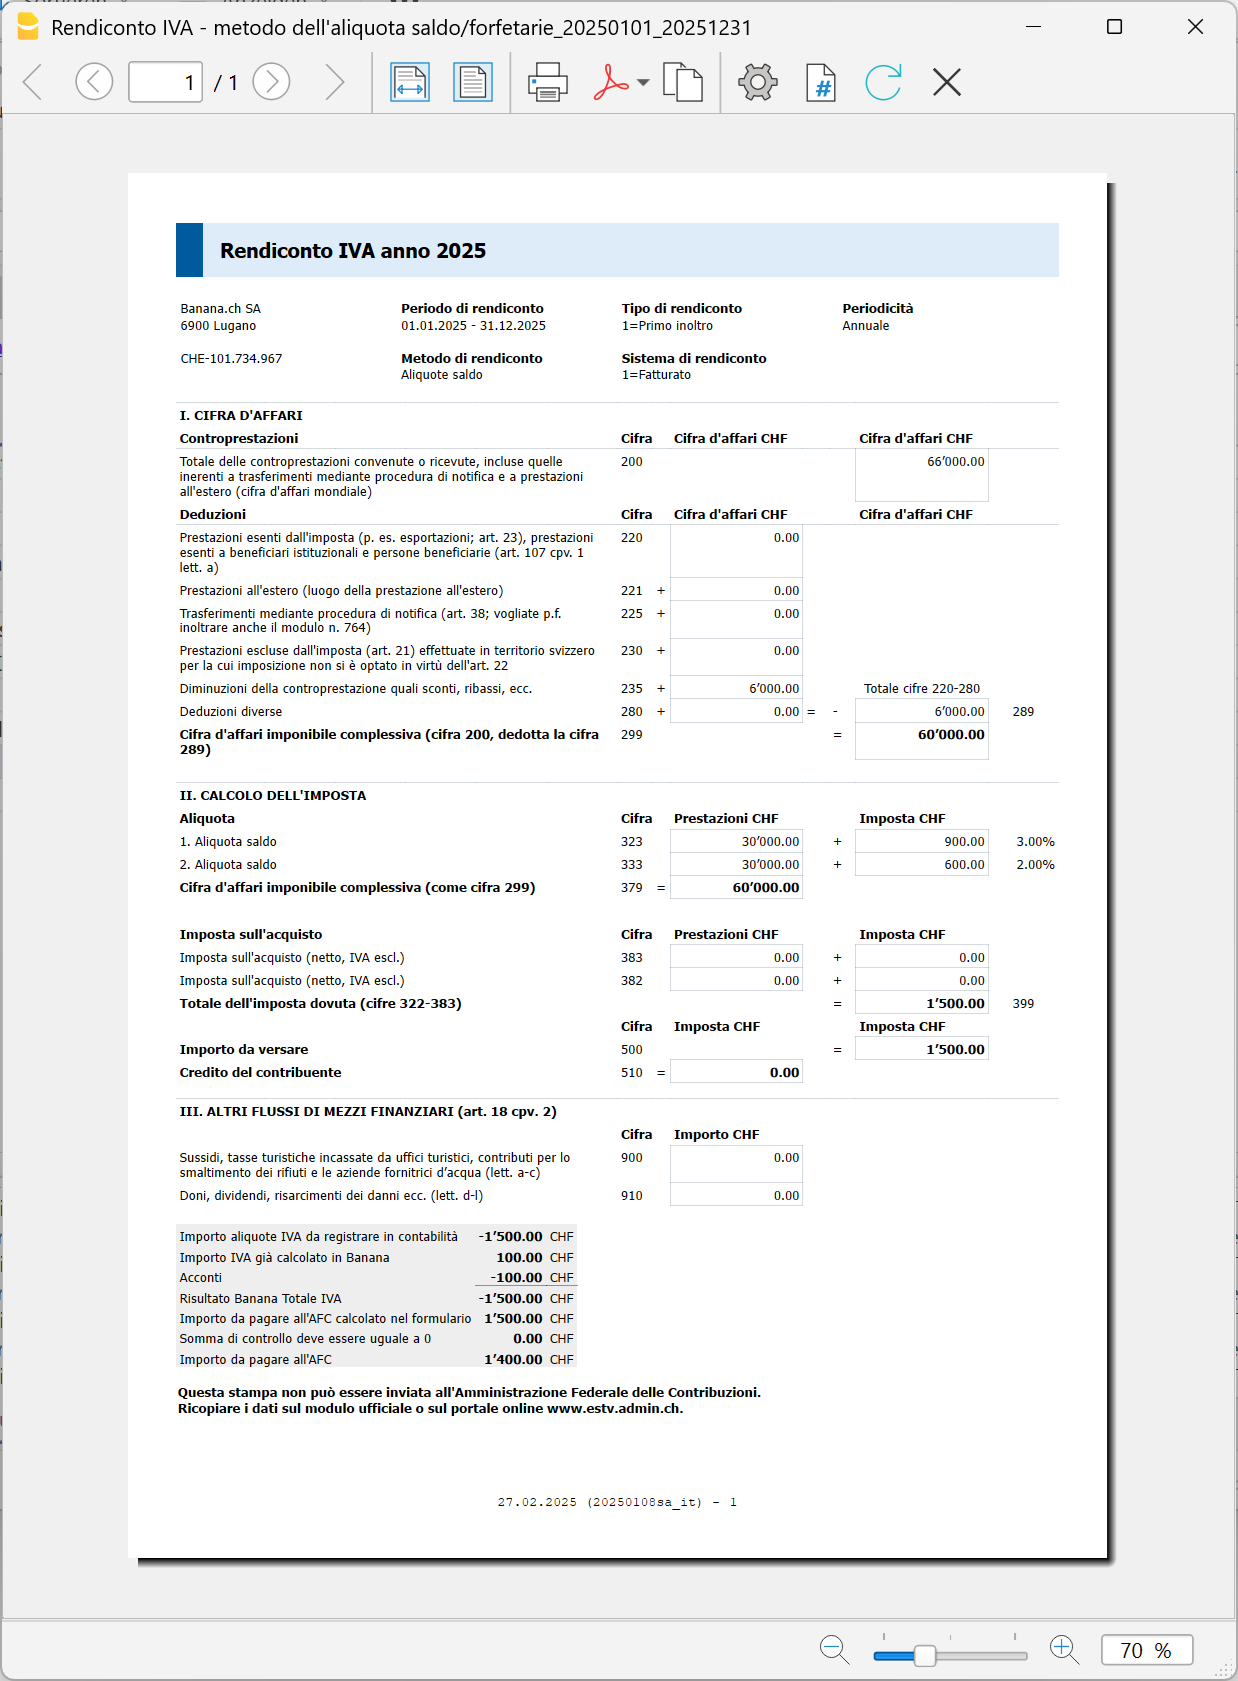 Rendiconto IVA - metodo dell'aliquota saldo/forfetarie_20250101_20251231
1 / 1
Rendiconto IVA anno 2025
Banana.ch SA Periodo di rendiconto Tipo di rendiconto Periodicità
6900 Lugano 01.01.2025 - 31.12.2025 1=Primo inoltro Annuale
CHE-101.734.967 Metodo di rendiconto Sistema di rendiconto
Aliquote saldo 1=Fatturato
I. CIFRA D'AFFARI
Controprestazioni Cifra Cifra d'affari CHF Cifra d'affari CHF
Totale delle controprestazioni convenute o ricevute, incluse quelle 200 66’000.00
inerenti a trasferimenti mediante procedura di notifica e a prestazioni
all'estero (cifra d'affari mondiale)
Deduzioni Cifra Cifra d'affari CHF Cifra d'affari CHF
Prestazioni esenti dall'imposta (p. es. esportazioni; art. 23), prestazioni 220 0.00
esenti a beneficiari istituzionali e persone beneficiarie (art. 107 cpv. 1
lett. a)
Prestazioni all'estero (luogo della prestazione all'estero) 221 + 0.00
Trasferimenti mediante procedura di notifica (art. 38; vogliate p.f. 225 + 0.00
inoltrare anche il modulo n. 764)
Prestazioni escluse dall'imposta (art. 21) effettuate in territorio svizzero 230 + 0.00
per la cui imposizione non si è optato in virtù dell'art. 22
Diminuzioni della controprestazione quali sconti, ribassi, ecc. 235 + 6’000.00 Totale cifre 220-280
Deduzioni diverse 280 + 0.00 = - 6’000.00 289
Cifra d'affari imponibile complessiva (cifra 200, dedotta la cifra 299 = 60’000.00
289)
II. CALCOLO DELL'IMPOSTA
Aliquota Cifra Prestazioni CHF Imposta CHF
1. Aliquota saldo 323 30’000.00 + 900.00 3.00%
2. Aliquota saldo 333 30’000.00 + 600.00 2.00%
Cifra d'affari imponibile complessiva (come cifra 299) 379 = 60’000.00
Imposta sull'acquisto Cifra Prestazioni CHF Imposta CHF
Imposta sull'acquisto (netto, IVA escl.) 383 0.00 + 0.00
Imposta sull'acquisto (netto, IVA escl.) 382 0.00 + 0.00
Totale dell'imposta dovuta (cifre 322-383) = 1’500.00 399
Cifra Imposta CHF Imposta CHF
Importo da versare 500 = 1’500.00
Credito del contribuente 510 = 0.00
III. ALTRI FLUSSI DI MEZZI FINANZIARI (art. 18 cpv. 2)
Cifra Importo CHF
Sussidi, tasse turistiche incassate da uffici turistici, contributi per lo 900 0.00
smaltimento dei rifiuti e le aziende fornitrici d’acqua (lett. a-c)
Doni, dividendi, risarcimenti dei danni ecc. (lett. d-l) 910 0.00
Importo aliquote IVA da registrare in contabilità -1’500.00 CHF
Importo IVA già calcolato in Banana 100.00 CHF
Acconti -100.00 CHF
Risultato Banana Totale IVA -1’500.00 CHF
Importo da pagare all'AFC calcolato nel formulario 1’500.00 CHF
Somma di controllo deve essere uguale a 0 0.00 CHF
Importo da pagare all'AFC 1’400.00 CHF
Questa stampa non può essere inviata all'Amministrazione Federale delle Contribuzioni.
Ricopiare i dati sul modulo ufficiale o sul portale online www.estv.admin.ch.
27.02.2025 (20250108sa_it) - 1
70 %